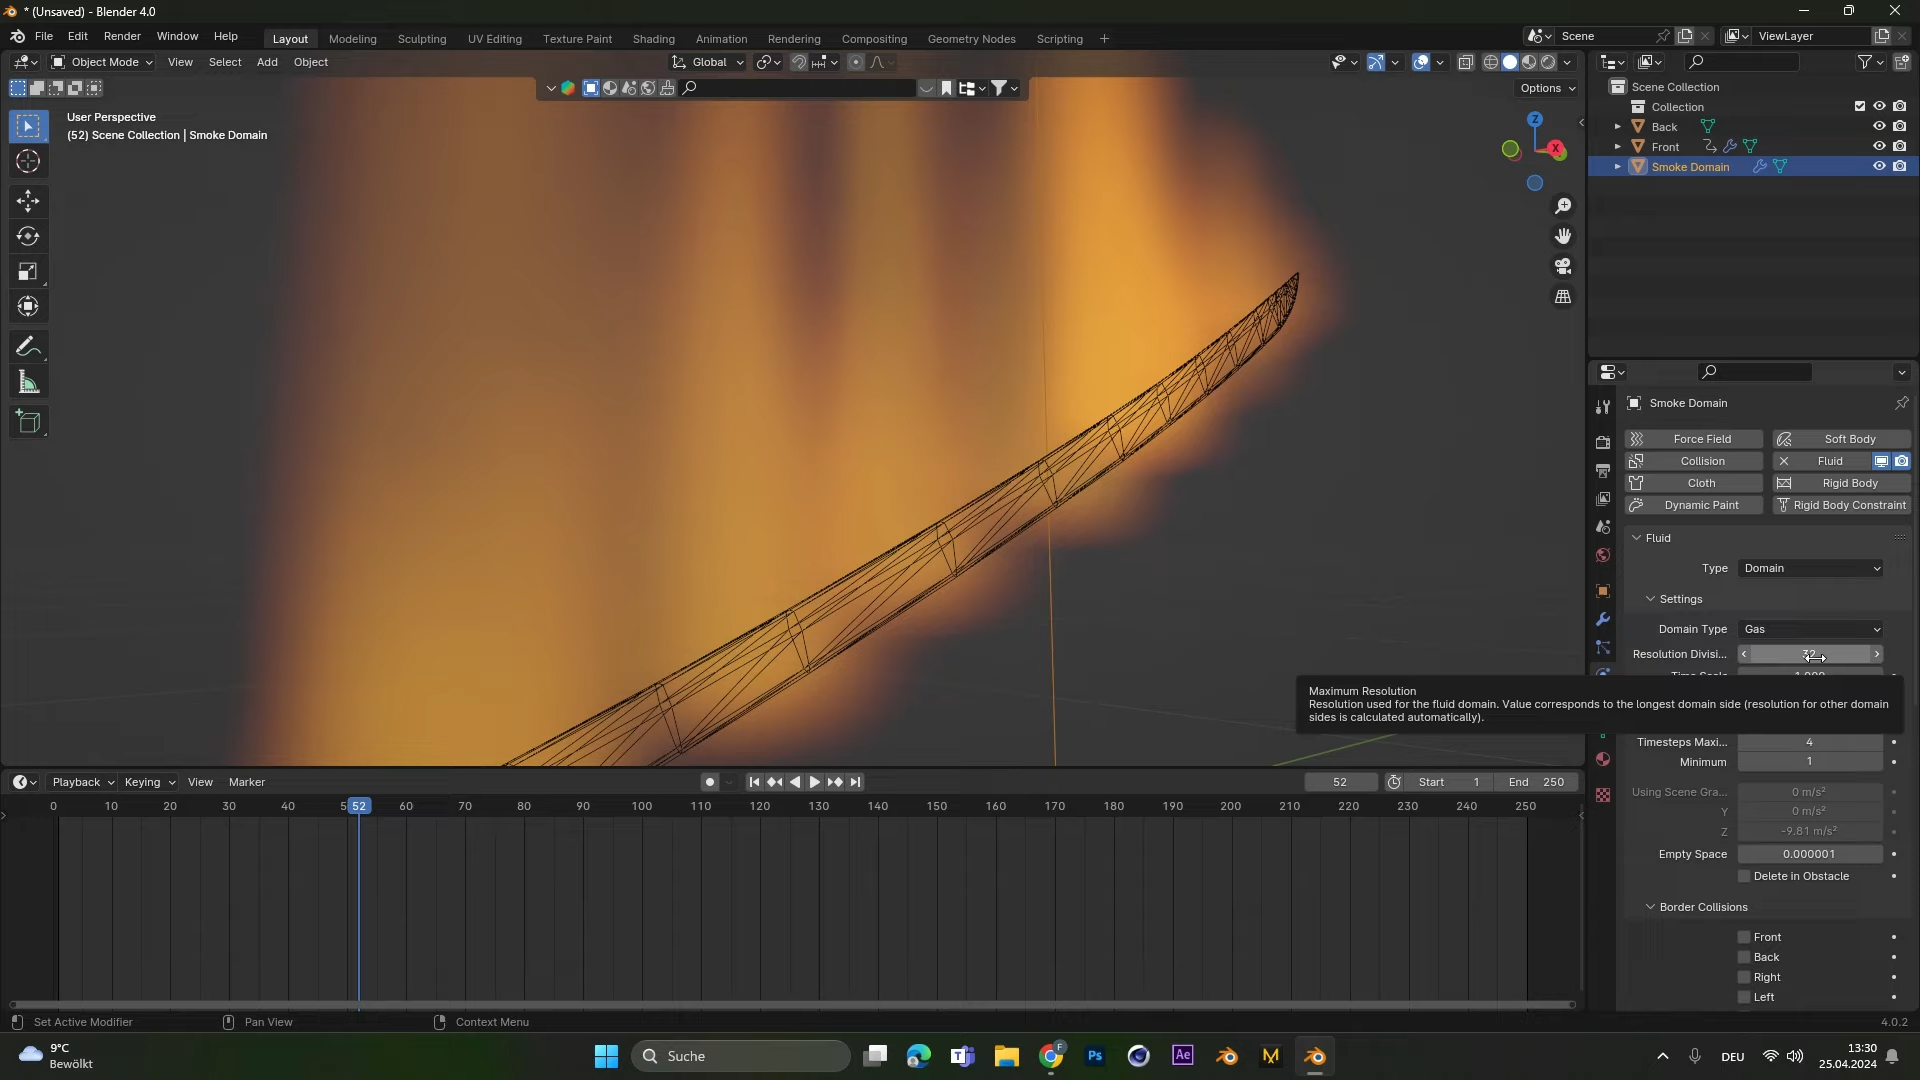 * (Unsaved) - Blender 4.0
File Edit Render Window Help
Layout Modeling Sculpting UV Editing Texture Paint Shading Animation Rendering Compositing Geometry Nodes Scripting +
Scene ViewLayer
Object Mode View Select Add Object Global
Options
User Perspective
(52) Scene Collection | Smoke Domain
Z
X
Scene Collection
Collection
Back
Front
Smoke Domain
Smoke Domain
Force Field Soft Body
Collision Fluid
Cloth Rigid Body
Dynamic Paint Rigid Body Constraint
Fluid
Type Domain
Settings
Domain Type Gas
Resolution Divisi... 32
Maximum Resolution
Resolution used for the fluid domain. Value corresponds to the longest domain side (resolution for other domain
sides is calculated automatically).
Timesteps Maxi... 4
Minimum 1
Using Scene Gra... 0 m/s²
Y 0 m/s²
Z -9.81 m/s²
Empty Space 0.000001
Delete in Obstacle
Border Collisions
Front
Back
Right
Left
Playback Keying View Marker 52 Start 1 End 250
0 10 20 30 40 52 60 70 80 90 100 110 120 130 140 150 160 170 180 190 200 210 220 230 240 250
Set Active Modifier Pan View Context Menu 4.0.2
9°C
Bewölkt
Suche
F
Ps
Ae
M
DEU
13:30
25.04.2024